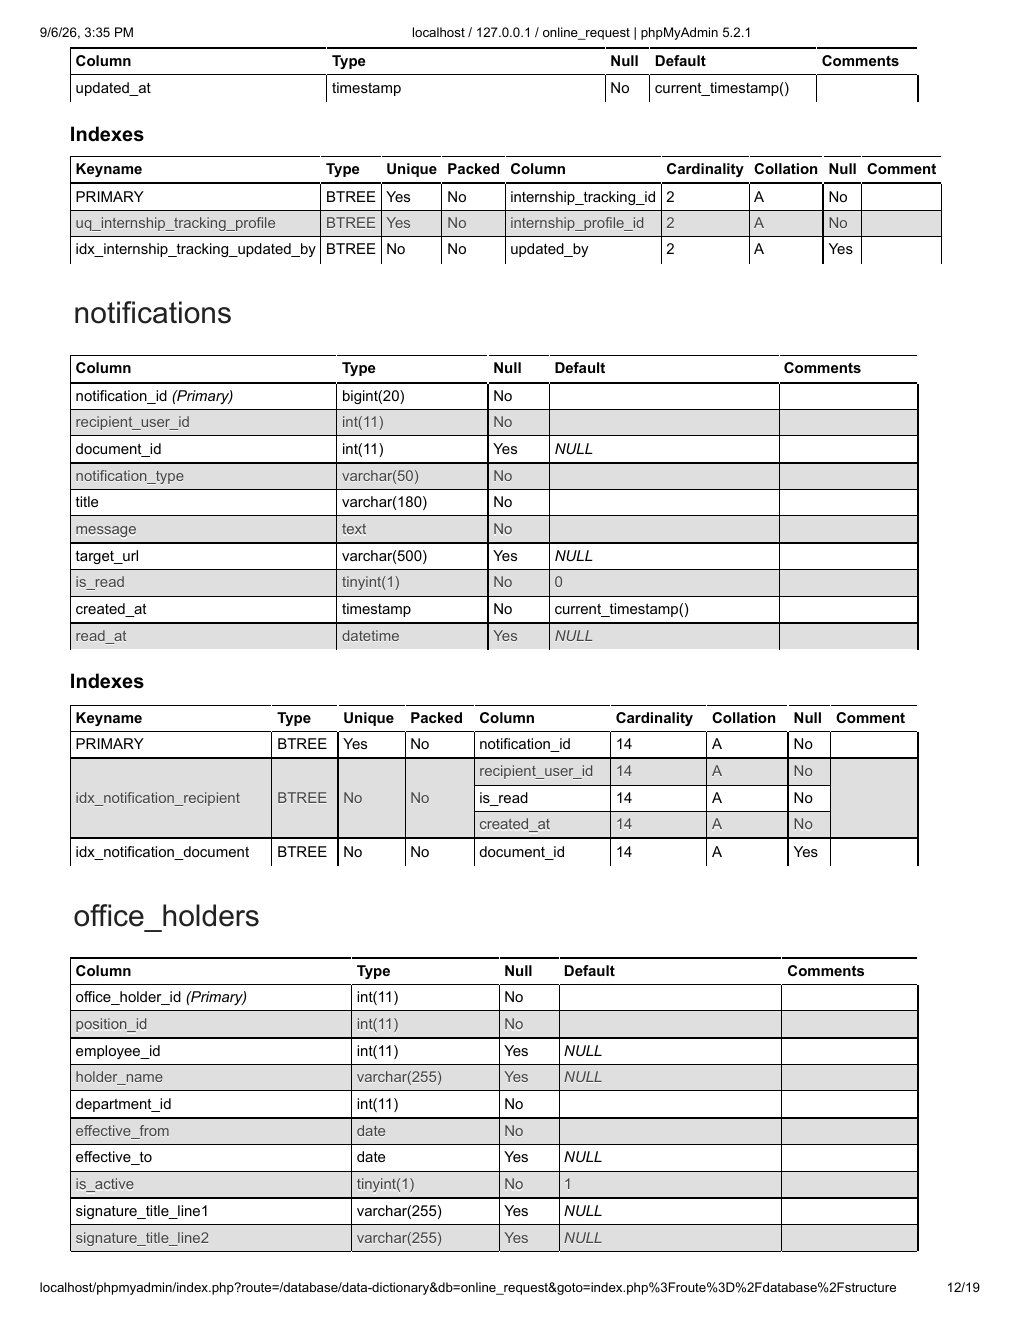 9/6/26, 3:35 PM localhost / 127.0.0.1 / online_request | phpMyAdmin 5.2.1
Column Type Null Default Comments
updated_at timestamp No current_timestamp()
Indexes
Keyname Type Unique Packed Column Cardinality Collation Null Comment
PRIMARY BTREE Yes No internship_tracking_id 2 A No
uq_internship_tracking_profile BTREE Yes No internship_profile_id 2 A No
idx_internship_tracking_updated_by BTREE No No updated_by 2 A Yes
notifications
Column Type Null Default Comments
notification_id (Primary) bigint(20) No
recipient_user_id int(11) No
document_id int(11) Yes NULL
notification_type varchar(50) No
title varchar(180) No
message text No
target_url varchar(500) Yes NULL
is_read tinyint(1) No 0
created_at timestamp No current_timestamp()
read_at datetime Yes NULL
Indexes
Keyname Type Unique Packed Column Cardinality Collation Null Comment
PRIMARY BTREE Yes No notification_id 14 A No
recipient_user_id 14 A No
idx_notification_recipient BTREE No No is_read 14 A No
created_at 14 A No
idx_notification_document BTREE No No document_id 14 A Yes
office_holders
Column Type Null Default Comments
office_holder_id (Primary) int(11) No
position_id int(11) No
employee_id int(11) Yes NULL
holder_name varchar(255) Yes NULL
department_id int(11) No
effective_from date No
effective_to date Yes NULL
is_active tinyint(1) No 1
signature_title_line1 varchar(255) Yes NULL
signature_title_line2 varchar(255) Yes NULL
localhost/phpmyadmin/index.php?route=/database/data-dictionary&db=online_request&goto=index.php%3Froute%3D%2Fdatabase%2Fstructure 12/19